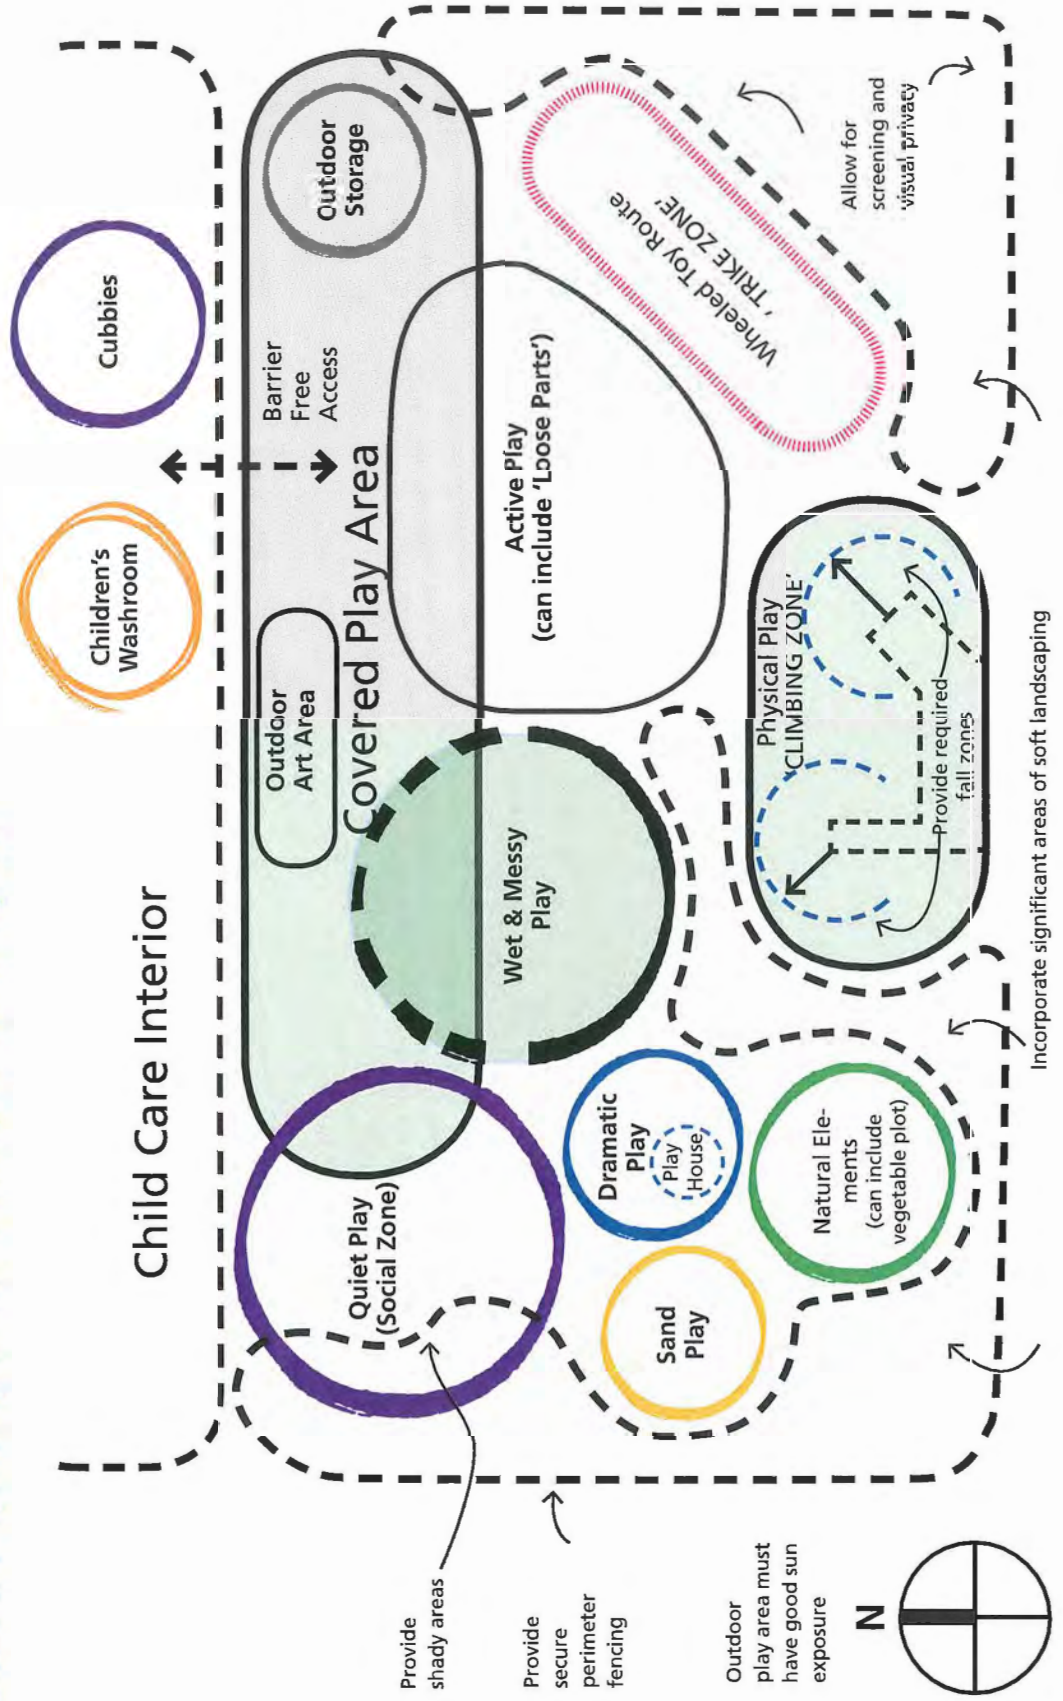 Child Care Interior
Children's
Washroom
Cubbies
Barrier
Free
Access
Outdoor
Storage
Outdoor
Art Area
Covered Play Area
Quiet Play
(Social Zone)
Wet & Messy
Play
Active Play
(can include 'Loose Parts')
Wheeled Toy Route
'TRIKE ZONE'
Dramatic
Play
Play
House
Sand
Play
Natural Ele-
ments
(can include
vegetable plot)
Physical Play
'CLIMBING ZONE'
Provide required
fall zones
Allow for
screening and
visual privacy
Provide
shady areas
Provide
secure
perimeter
fencing
Outdoor
play area must
have good sun
exposure
N
Incorporate significant areas of soft landscaping